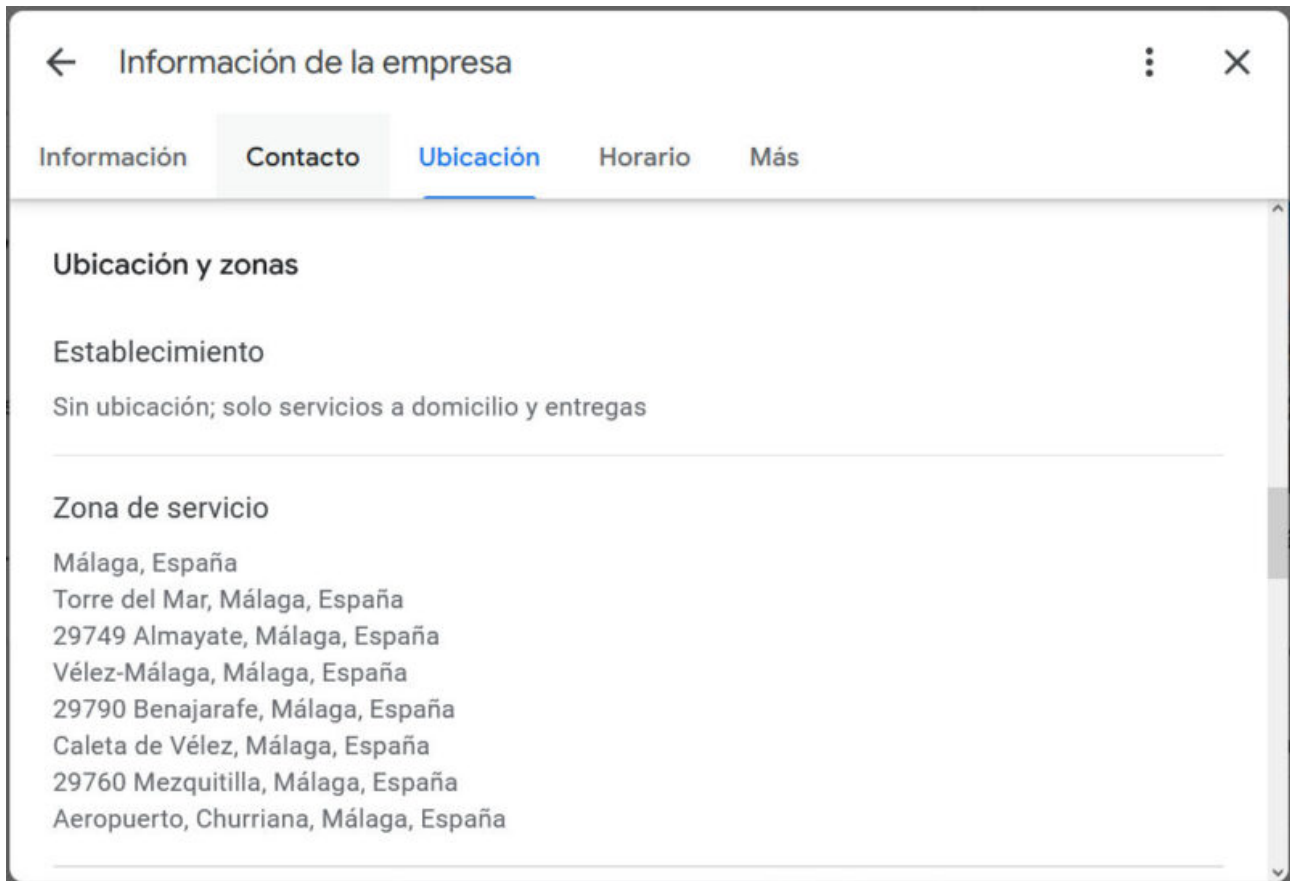 Información de la empresa
Información Contacto Ubicación Horario Más
Ubicación y zonas
Establecimiento
Sin ubicación; solo servicios a domicilio y entregas
Zona de servicio
Málaga, España
Torre del Mar, Málaga, España
29749 Almayate, Málaga, España
Vélez-Málaga, Málaga, España
29790 Benajarafe, Málaga, España
Caleta de Vélez, Málaga, España
29760 Mezquitilla, Málaga, España
Aeropuerto, Churriana, Málaga, España